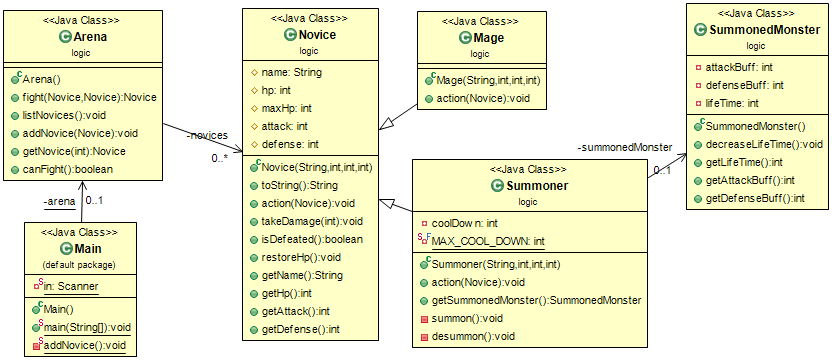 <<Java Class>>
Arena
logic
Arena()
fight(Novice,Novice):Novice
listNovices():void
addNovice(Novice):void
getNovice(int):Novice
canFight():boolean
-novices
0..*
-arena
0..1
<<Java Class>>
Main
(default package)
in: Scanner
Main()
main(String[]):void
addNovice():void
<<Java Class>>
Novice
logic
name: String
hp: int
maxHp: int
attack: int
defense: int
Novice(String,int,int,int)
toString():String
action(Novice):void
takeDamage(int):void
isDefeated():boolean
restoreHp():void
getName():String
getHp():int
getAttack():int
getDefense():int
<<Java Class>>
Mage
logic
Mage(String,int,int,int)
action(Novice):void
<<Java Class>>
Summoner
logic
coolDown: int
MAX_COOL_DOWN: int
Summoner(String,int,int,int)
action(Novice):void
getSummonedMonster():SummonedMonster
summon():void
desummon():void
-summonedMonster
0..1
<<Java Class>>
SummonedMonster
logic
attackBuff: int
defenseBuff: int
lifeTime: int
SummonedMonster()
decreaseLifeTime():void
getLifeTime():int
getAttackBuff():int
getDefenseBuff():int